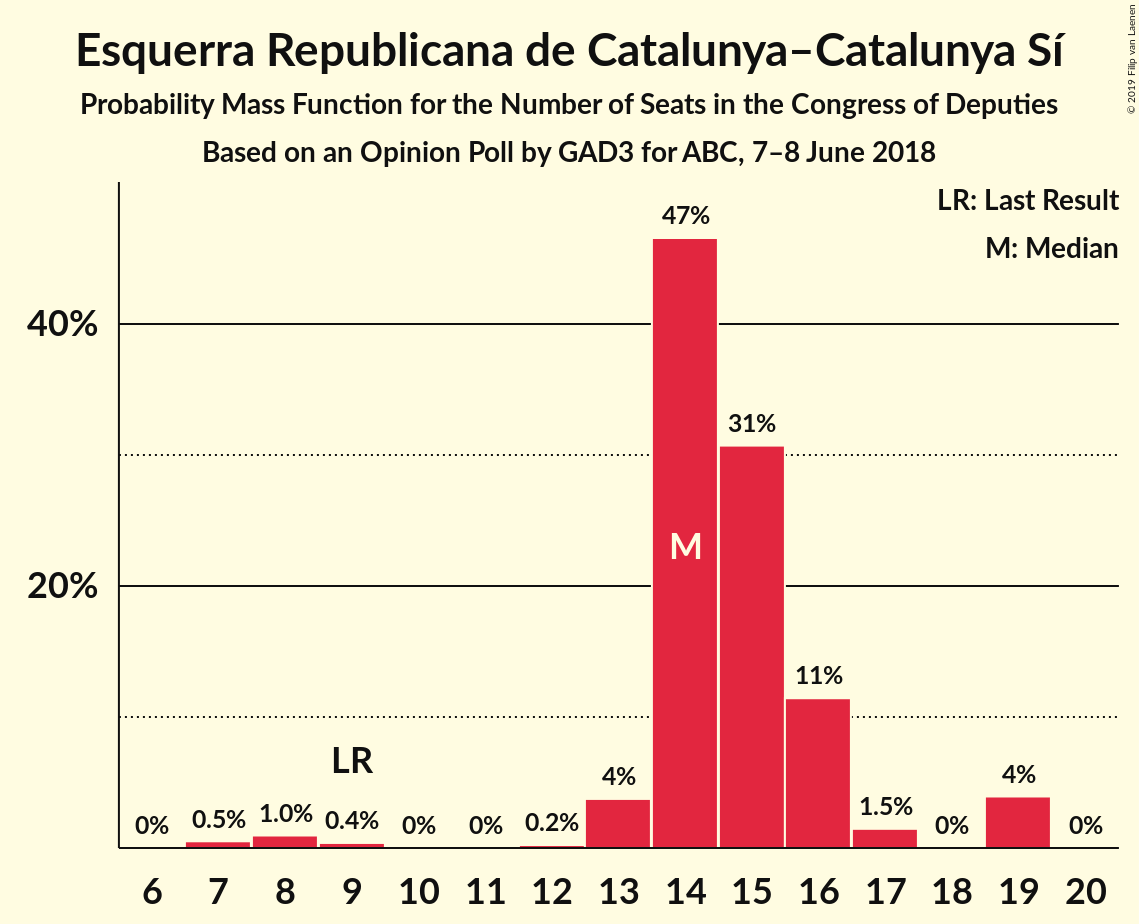 Esquerra Republicana de Catalunya–Catalunya Sí
Probability Mass Function for the Number of Seats in the Congress of Deputies
Based on an Opinion Poll by GAD3 for ABC, 7–8 June 2018
© 2019 Filip van Laenen
LR: Last Result
M: Median
40%
20%
0%
0.5%
1.0%
LR
0.4%
0%
0%
0.2%
4%
47%
M
31%
11%
1.5%
0%
4%
0%
6 7 8 9 10 11 12 13 14 15 16 17 18 19 20